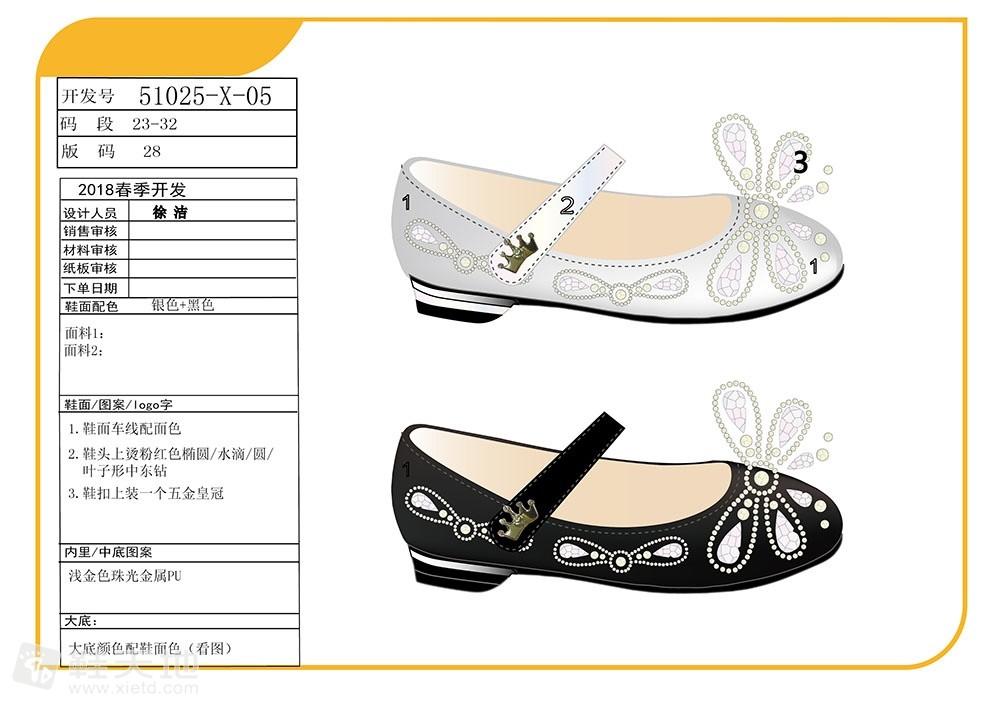 开发号 51025-X-05
码 段 23-32
版 码 28
2018春季开发
设计人员 徐洁
销售审核
材料审核
纸板审核
下单日期
鞋面配色 银色+黑色
面料1:
面料2:
鞋面/图案/logo字
1.鞋面车线配面色
2.鞋头上烫粉红色椭圆/水滴/圆/
叶子形中东钻
3.鞋扣上装一个五金皇冠
内里/中底图案
浅金色珠光金属PU
大底:
大底颜色配鞋面色（看图）
鞋天地
www.xietd.com
3
1
2
1
1